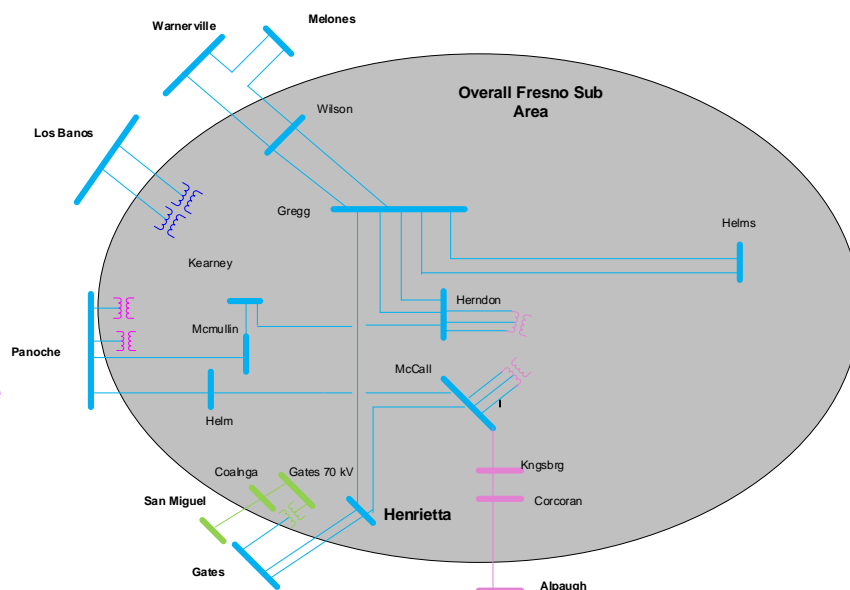 Melones
Warnerville
Overall Fresno Sub
Area
Wilson
Los Banos
Gregg
Helms
Kearney
Herndon
Mcmullin
Panoche
McCall
Helm
Kngsbrg
Coalnga
Gates 70 kV
San Miguel
Corcoran
Henrietta
Gates
Alpaugh